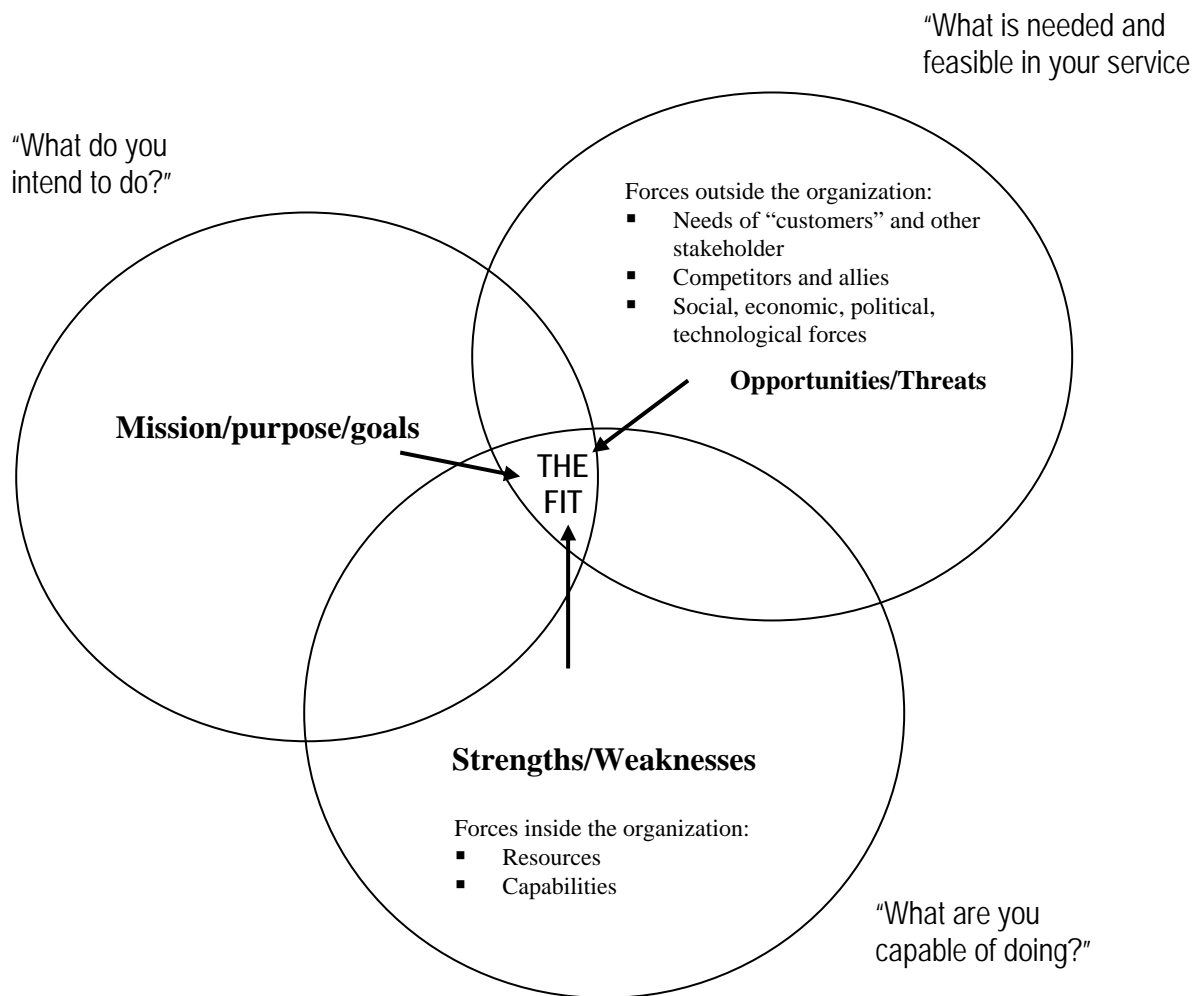 "What is needed and
feasible in your service
"What do you
intend to do?"
Forces outside the organization:
▪ Needs of “customers” and other
stakeholder
▪ Competitors and allies
▪ Social, economic, political,
technological forces
Opportunities/Threats
Mission/purpose/goals
THE
FIT
Strengths/Weaknesses
Forces inside the organization:
▪ Resources
▪ Capabilities
"What are you
capable of doing?"